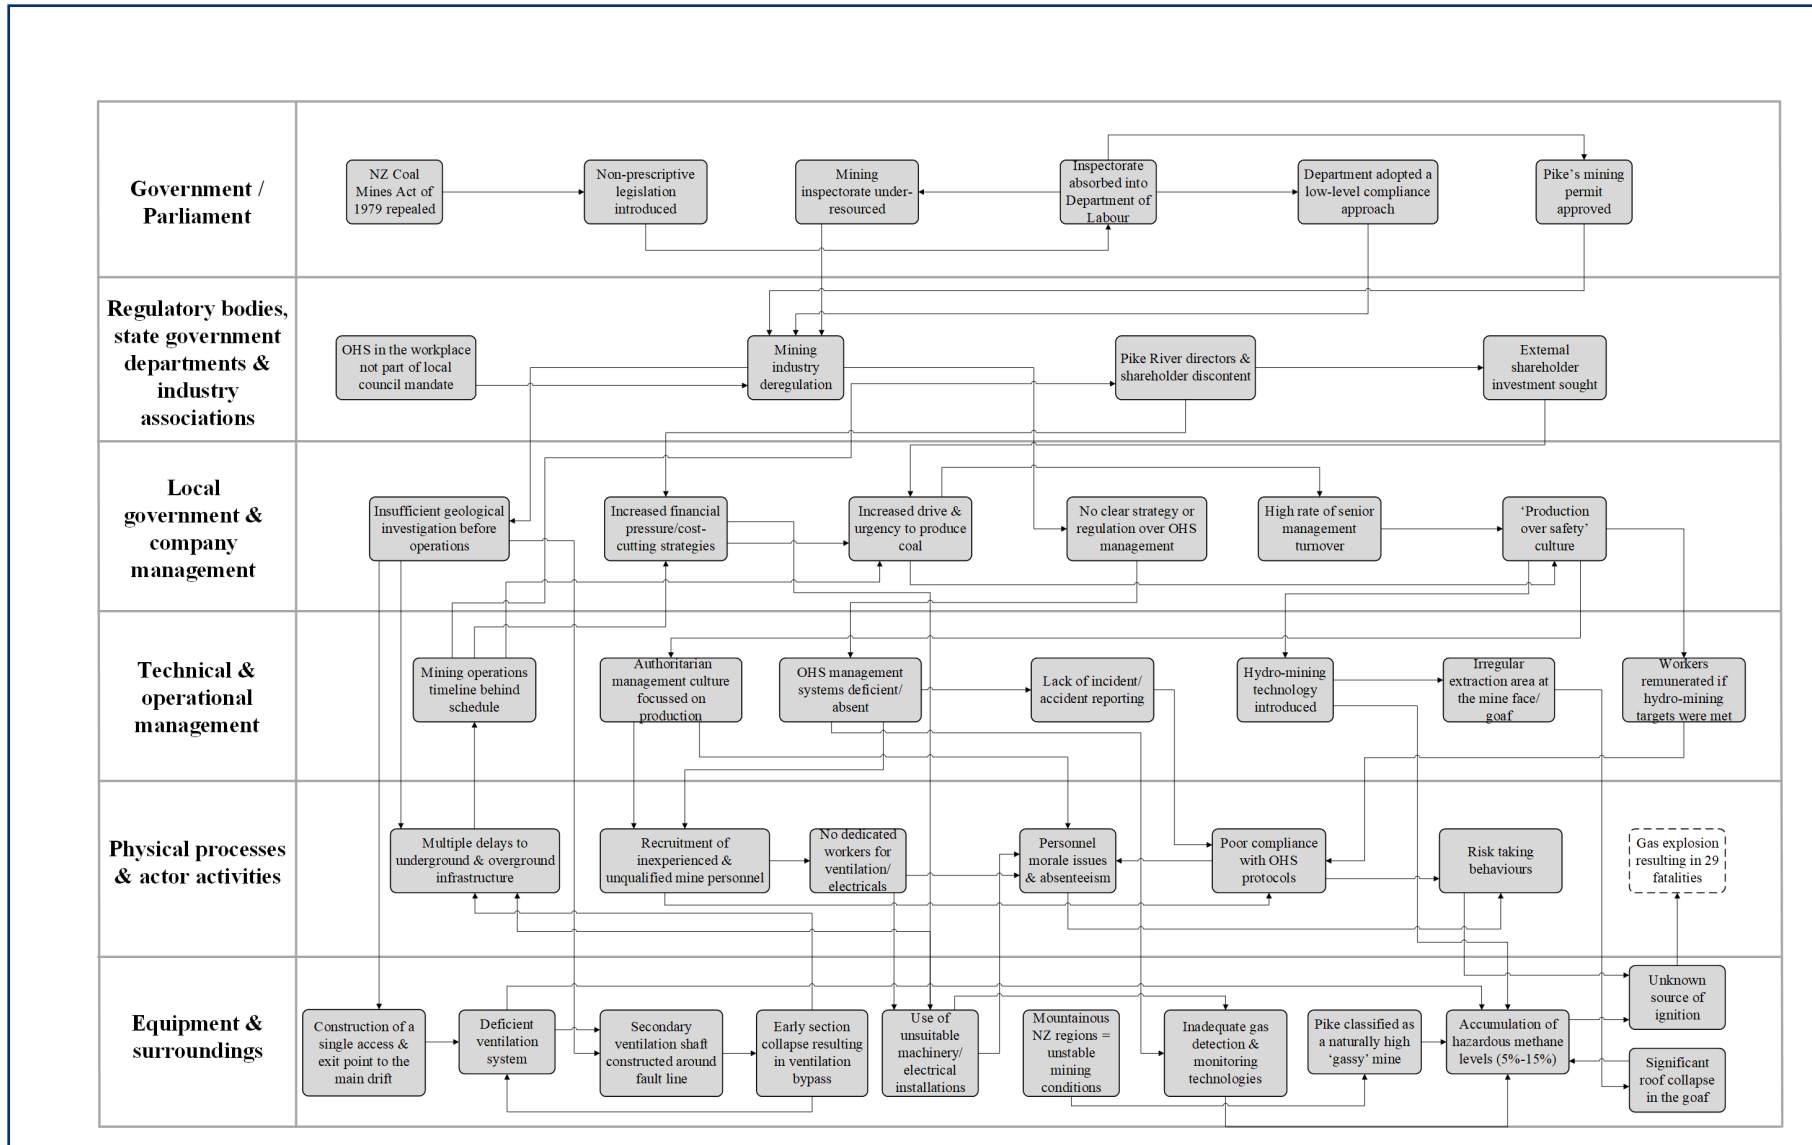 Government /
Parliament
NZ Coal
Mines Act of
1979 repealed
Non-prescriptive
legislation
introduced
Mining
inspectorate under-
resourced
Inspectorate
absorbed into
Department of
Labour
Department adopted a
low-level compliance
approach
Pike's mining
permit
approved
Regulatory bodies,
state government
departments &
industry
associations
OHS in the workplace
not part of local
council mandate
Mining
industry
deregulation
Pike River directors &
shareholder discontent
External
shareholder
investment sought
Local
government &
company
management
Insufficient geological
investigation before
operations
Increased financial
pressure/cost-
cutting strategies
Increased drive &
urgency to produce
coal
No clear strategy or
regulation over OHS
management
High rate of senior
management
turnover
‘Production
over safety’
culture
Technical &
operational
management
Mining operations
timeline behind
schedule
Authoritarian
management culture
focussed on
production
OHS management
systems deficient/
absent
Lack of incident/
accident reporting
Hydro-mining
technology
introduced
Irregular
extraction area at
the mine face/
goaf
Workers
remunerated if
hydro-mining
targets were met
Physical processes
& actor activities
Multiple delays to
underground & overground
infrastructure
Recruitment of
inexperienced &
unqualified mine personnel
No dedicated
workers for
ventilation/
electricals
Personnel
morale issues
& absenteeism
Poor compliance
with OHS
protocols
Risk taking
behaviours
Gas explosion
resulting in 29
fatalities
Equipment &
surroundings
Construction of a
single access &
exit point to the
main drift
Deficient
ventilation
system
Secondary
ventilation shaft
constructed around
fault line
Early section
collapse resulting
in ventilation
bypass
Use of
unsuitable
machinery/
electrical
installations
Mountainous
NZ regions =
unstable
mining
conditions
Inadequate gas
detection &
monitoring
technologies
Pike classified as
a naturally high
‘gassy’ mine
Accumulation of
hazardous methane
levels (5%-15%)
Unknown
source of
ignition
Significant
roof collapse
in the goaf